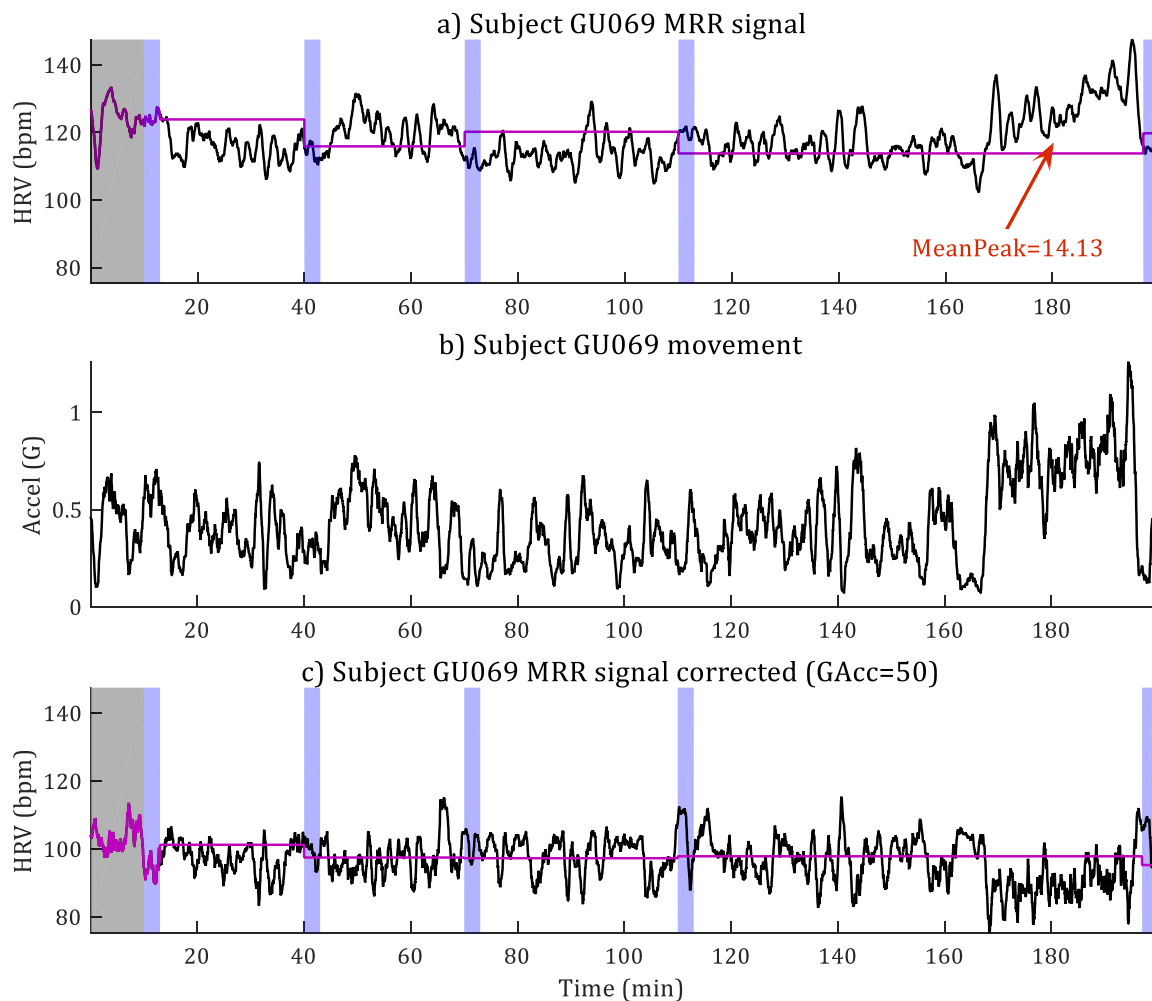 a) Subject GU069 MRR signal
140
120
100
80
HRV (bpm)
MeanPeak=14.13
20 40 60 80 100 120 140 160 180
b) Subject GU069 movement
1
0.5
0
Accel (G)
20 40 60 80 100 120 140 160 180
c) Subject GU069 MRR signal corrected (GAcc=50)
140
120
100
80
HRV (bpm)
20 40 60 80 100 120 140 160 180
Time (min)